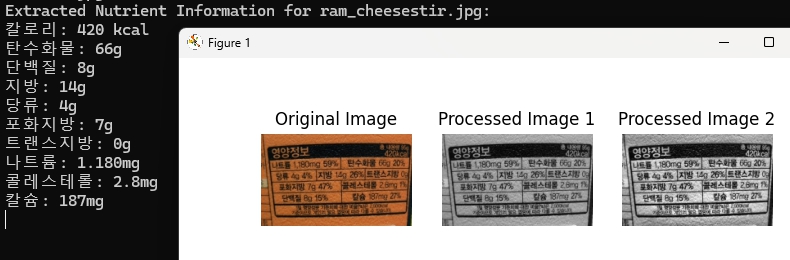 Extracted Nutrient Information for ram_cheesestir.jpg:
칼로리: 420 kcal
탄수화물: 66g
단백질: 8g
지방: 14g
당류: 4g
포화지방: 7g
트랜스지방: 0g
나트륨: 1.180mg
콜레스테롤: 2.8mg
칼슘: 187mg
Figure 1
Original Image
Processed Image 1
Processed Image 2
영양정보
420kcal
나트륨 1,180mg 59% 탄수화물 66g 20%
당류 4g 4% 지방 26% 트랜스지방 0g
포화지방 7g 47% 콜레스테롤 2.8mg 1%
단백질 8g 15% 칼슘 187mg 27%
영양정보
420kcal
나트륨 1,180mg 59% 탄수화물 66g 20%
당류 4g 4% 지방 26% 트랜스지방 0g
포화지방 7g 47% 콜레스테롤 2.8mg 1%
단백질 8g 15% 칼슘 187mg 27%
영양정보
420kcal
나트륨 1,180mg 59% 탄수화물 66g 20%
당류 4g 4% 지방 26% 트랜스지방 0g
포화지방 7g 47% 콜레스테롤 2.8mg 1%
단백질 8g 15% 칼슘 187mg 27%